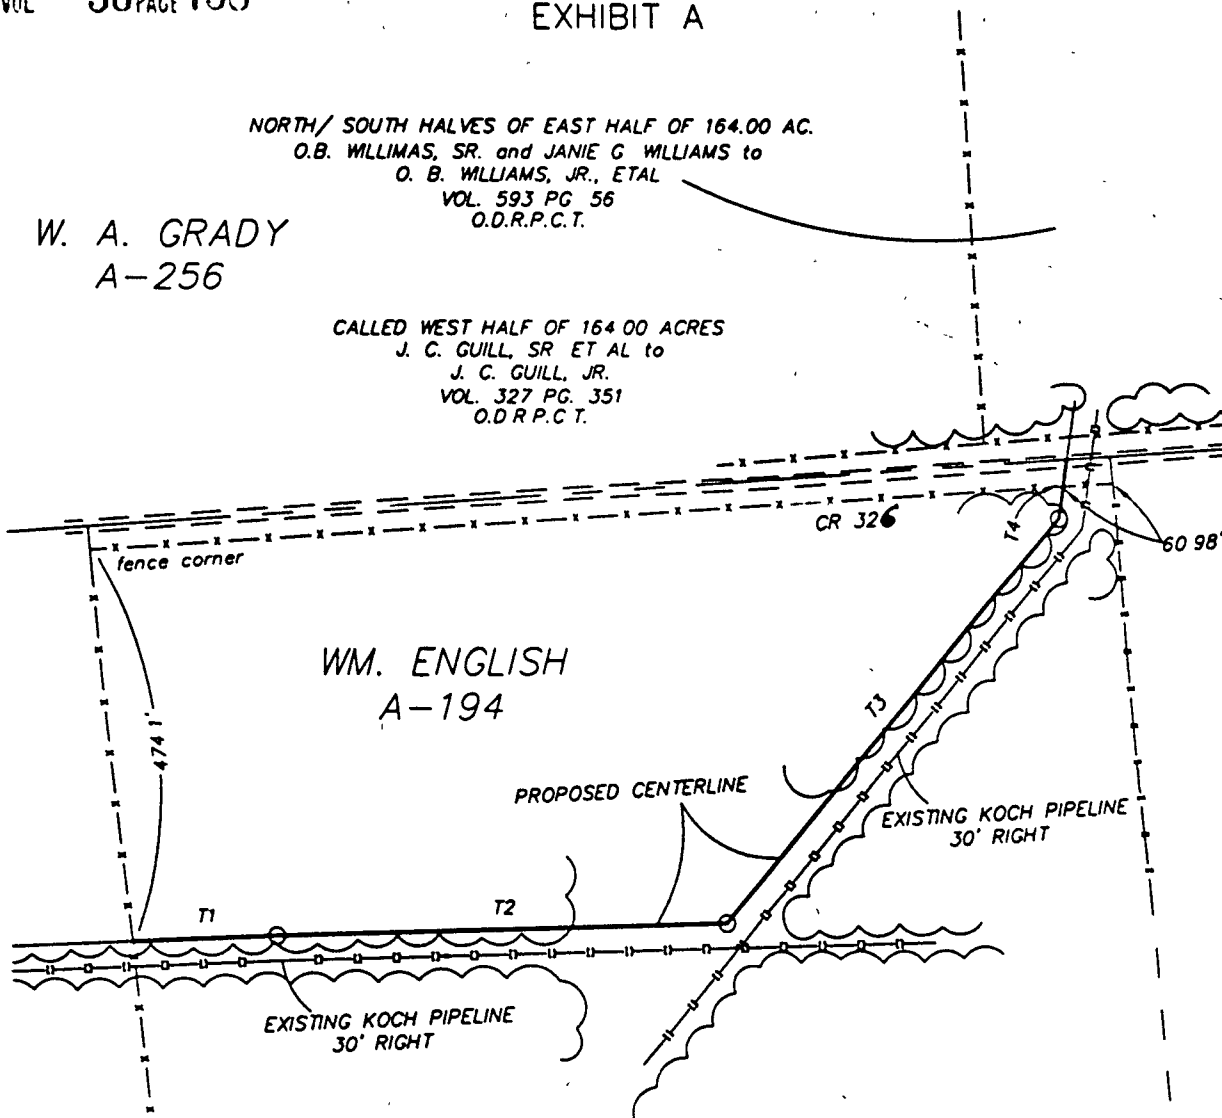 VOL PAGE
EXHIBIT A
NORTH/ SOUTH HALVES OF EAST HALF OF 164.00 AC.
O.B. WILLIMAS, SR. and JANIE G WILLIAMS to
O. B. WILLIAMS, JR., ETAL
VOL. 593 PG 56
O.D.R.P.C.T.
W. A. GRADY
A-256
CALLED WEST HALF OF 164 00 ACRES
J. C. GUILL, SR ET AL to
J. C. GUILL, JR.
VOL. 327 PG. 351
O.D R P.C T.
CR 326
T4
60 98'
fence corner
WM. ENGLISH
A-194
474 1'
T3
PROPOSED CENTERLINE
EXISTING KOCH PIPELINE
30' RIGHT
T1
T2
EXISTING KOCH PIPELINE
30' RIGHT